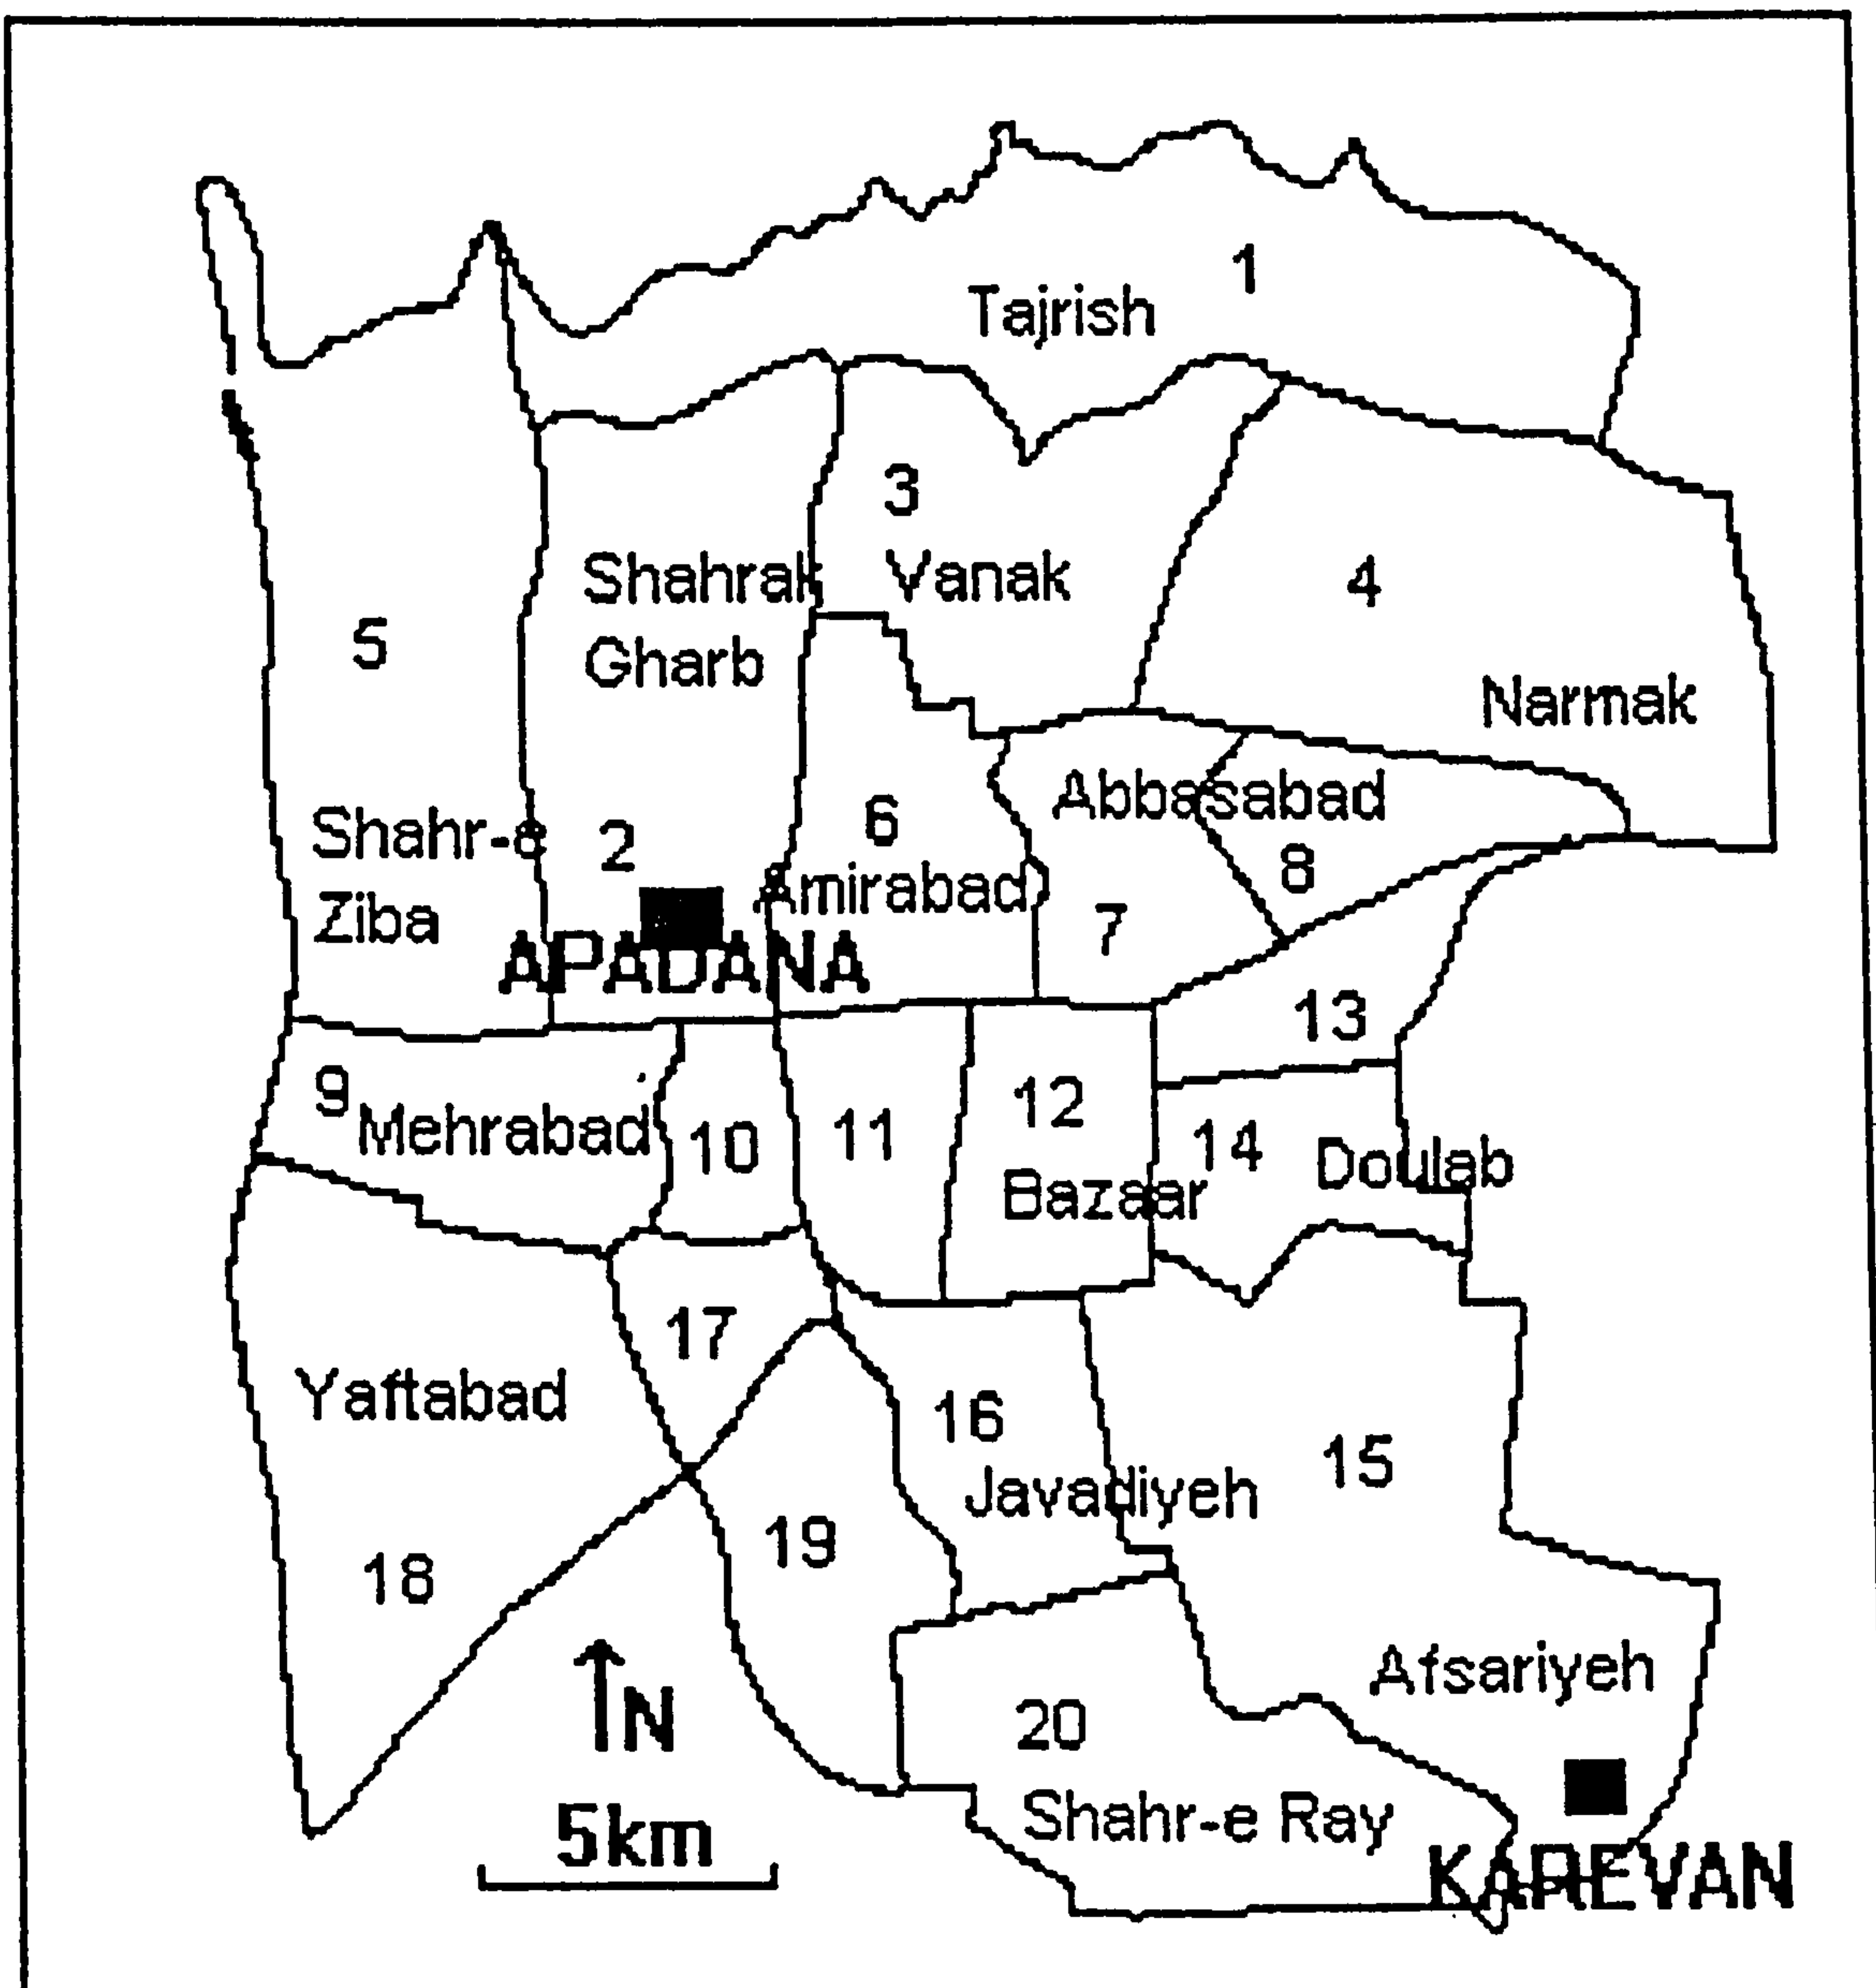 1
Tajrish
3
Vanak
Shahrak
Gharb
4
5
Narmak
Abbasabad
Shahr-e
Ziba
2
6
Amirabad
8
7
APADANA
13
9
Mehrabad
10
11
12
Bazaar
14
Doulab
17
Yaftabad
16
Javadiyeh
15
18
19
Afsariyeh
N
20
5km
Shahr-e Ray
KAREVAN